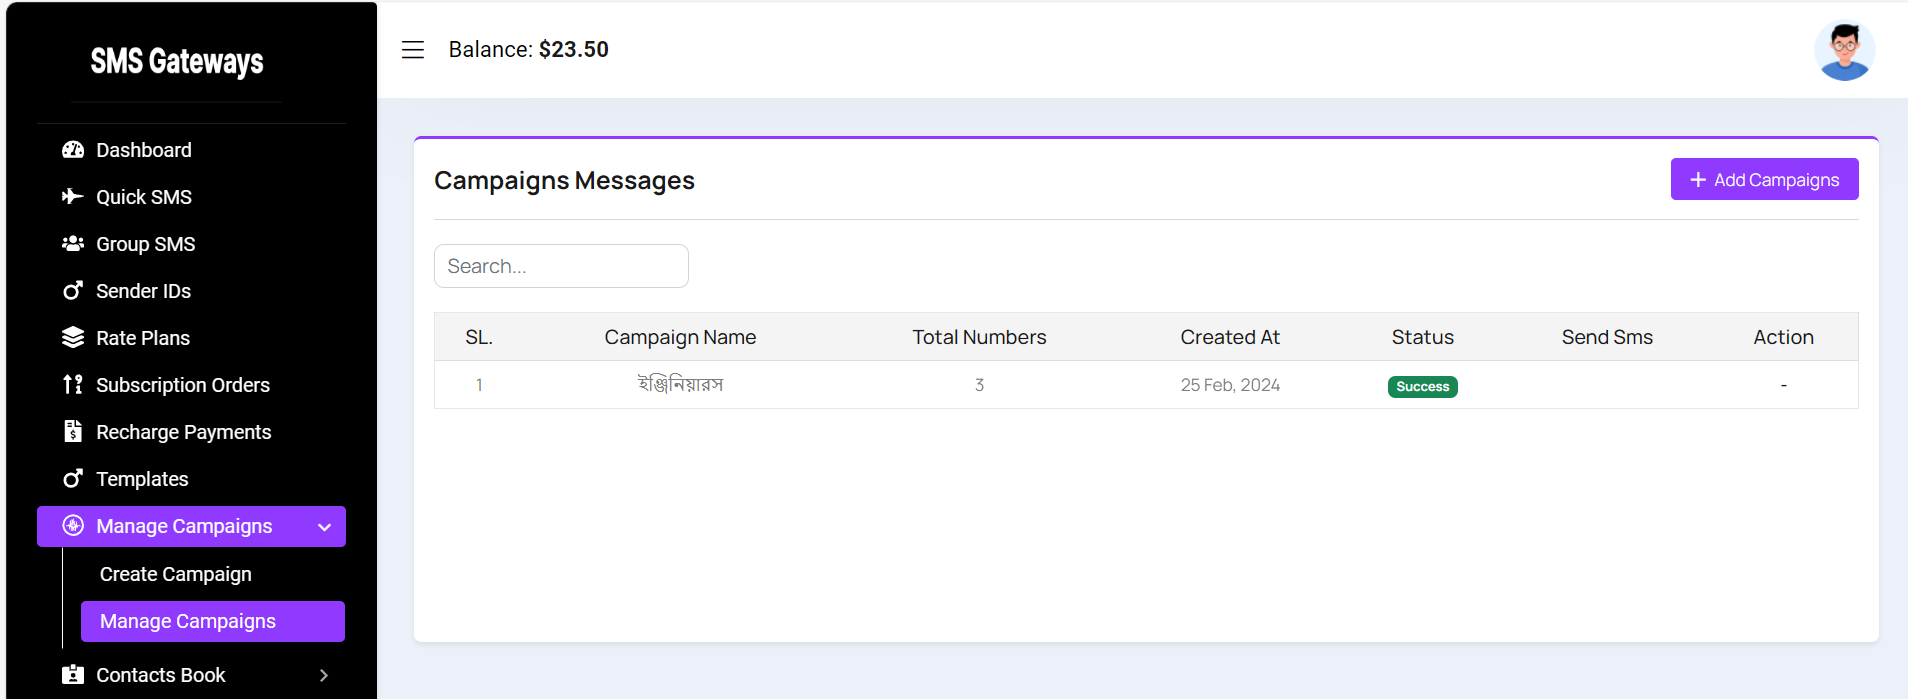 SMS Gateways
Balance: $23.50
Dashboard
Quick SMS
Group SMS
Sender IDs
Rate Plans
Subscription Orders
Recharge Payments
Templates
Manage Campaigns
Create Campaign
Manage Campaigns
Contacts Book
Campaigns Messages
+ Add Campaigns
Search...
SL. Campaign Name Total Numbers Created At Status Send Sms Action
1 ইঞ্জিনিয়ারস 3 25 Feb, 2024 Success -